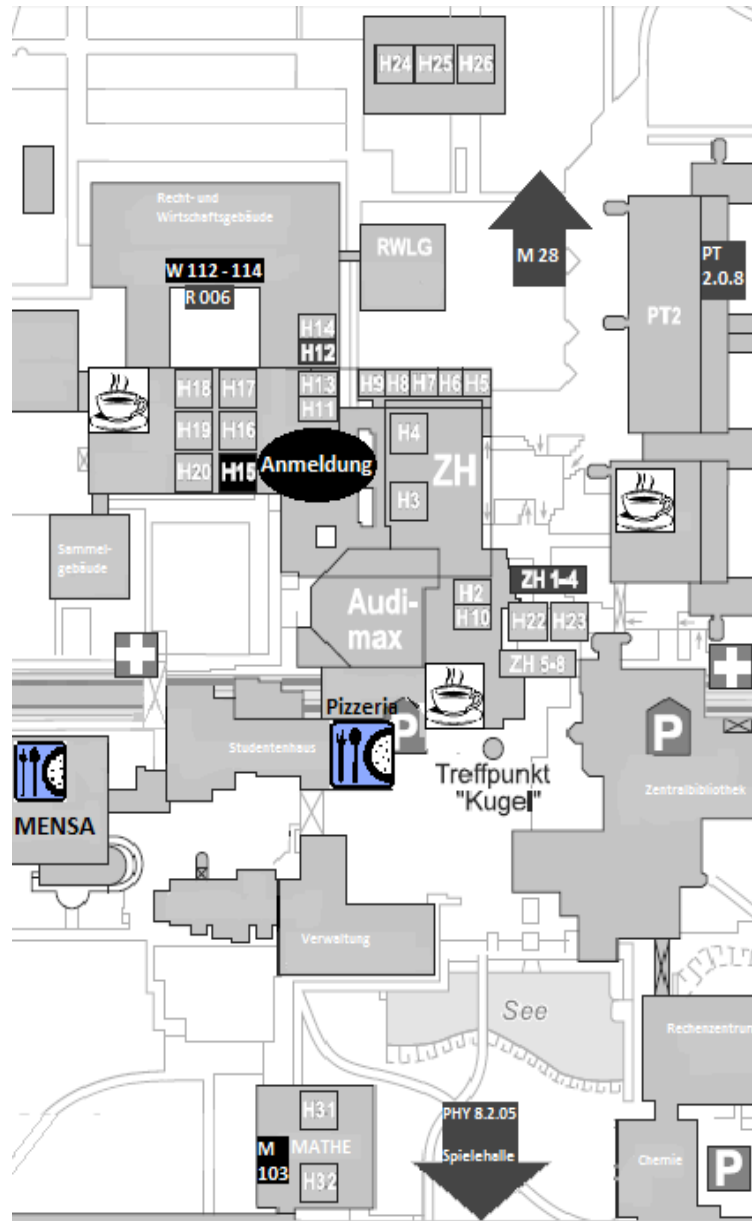 H24 H25 H26
Recht- und
Wirtschaftsgebäude
RWLG
M 28
PT
2.0.8
W 112 - 114
R 006
PT2
H14
H12
H18 H17 H13 H9 H8 H7 H6 H5
H11
H19 H16 H4
H20 H15 Anmeldung ZH
H3
Sammel-
gebäude
ZH 1-4
Audi-
max
H2
H10
H22 H23
ZH 5-8
Pizzeria
P
P
Studentenhaus
Treffpunkt
"Kugel"
Zentralbibliothek
MENSA
Verwaltung
See
Rechenzentrum
H31
PHY 8.2.05
M
103
MATHE
Spielehalle
H32
Chemie
P